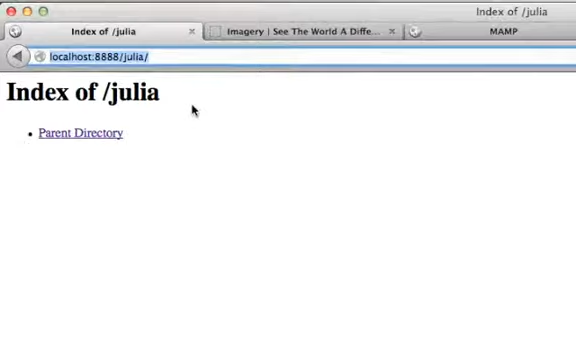 Index of /julia
Index of /julia
Imagery | See The World A Diffe...
MAMP
localhost:8888/julia/
Index of /julia
Parent Directory